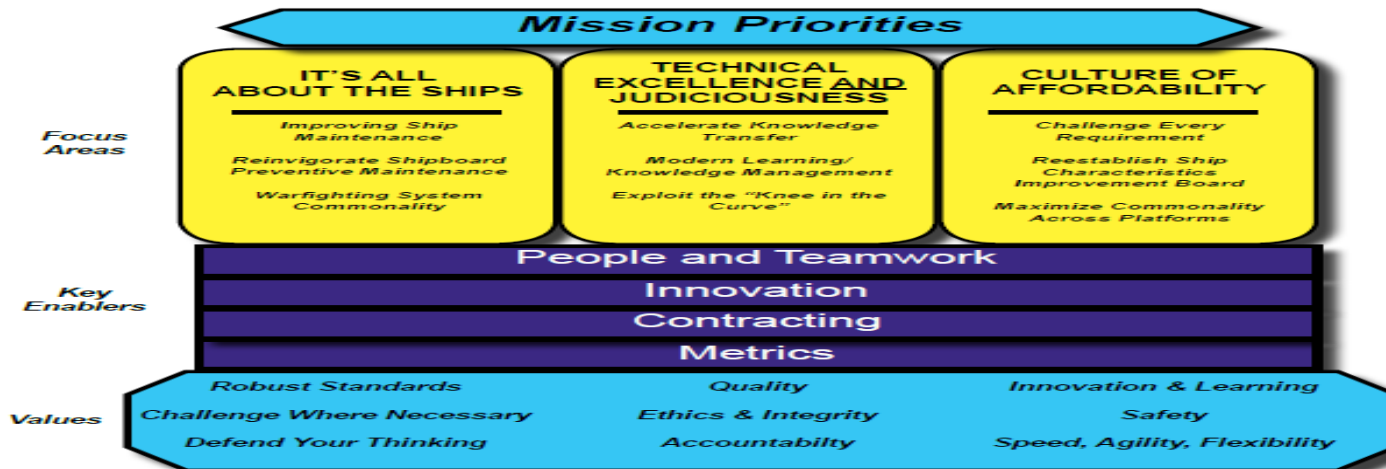 Mission Priorities
Focus
Areas
IT'S ALL
ABOUT THE SHIPS
Improving Ship
Maintenance
Reinvigorate Shipboard
Preventive Maintenance
Warfighting System
Commonality
TECHNICAL
EXCELLENCE AND
JUDICIOUSNESS
Accelerate Knowledge
Transfer
Modern Learning/
Knowledge Management
Exploit the “Knee in the
Curve”
CULTURE OF
AFFORDABILITY
Challenge Every
Requirement
Reestablish Ship
Characteristics
Improvement Board
Maximize Commonality
Across Platforms
Key
Enablers
People and Teamwork
Innovation
Contracting
Metrics
Values
Robust Standards
Challenge Where Necessary
Defend Your Thinking
Quality
Ethics & Integrity
Accountabilty
Innovation & Learning
Safety
Speed, Agility, Flexibility